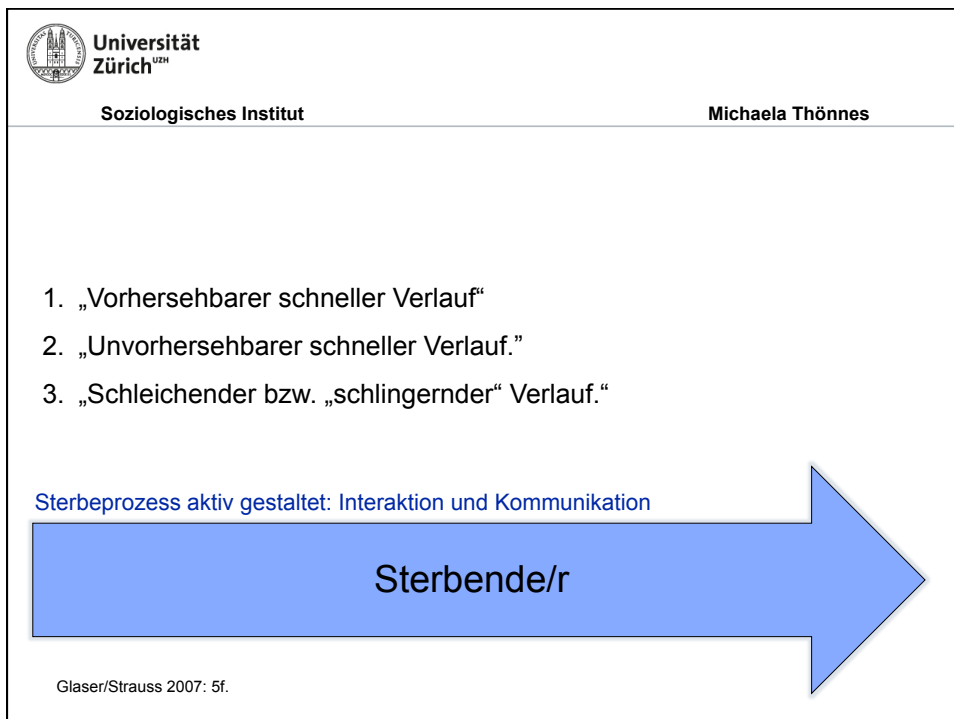 Universität
Zürich UZH
Soziologisches Institut Michaela Thönnes
1. „Vorhersehbarer schneller Verlauf“
2. „Unvorhersehbarer schneller Verlauf.”
3. „Schleichender bzw. „schlingernder“ Verlauf.“
Sterbeprozess aktiv gestaltet: Interaktion und Kommunikation
Sterbende/r
Glaser/Strauss 2007: 5f.